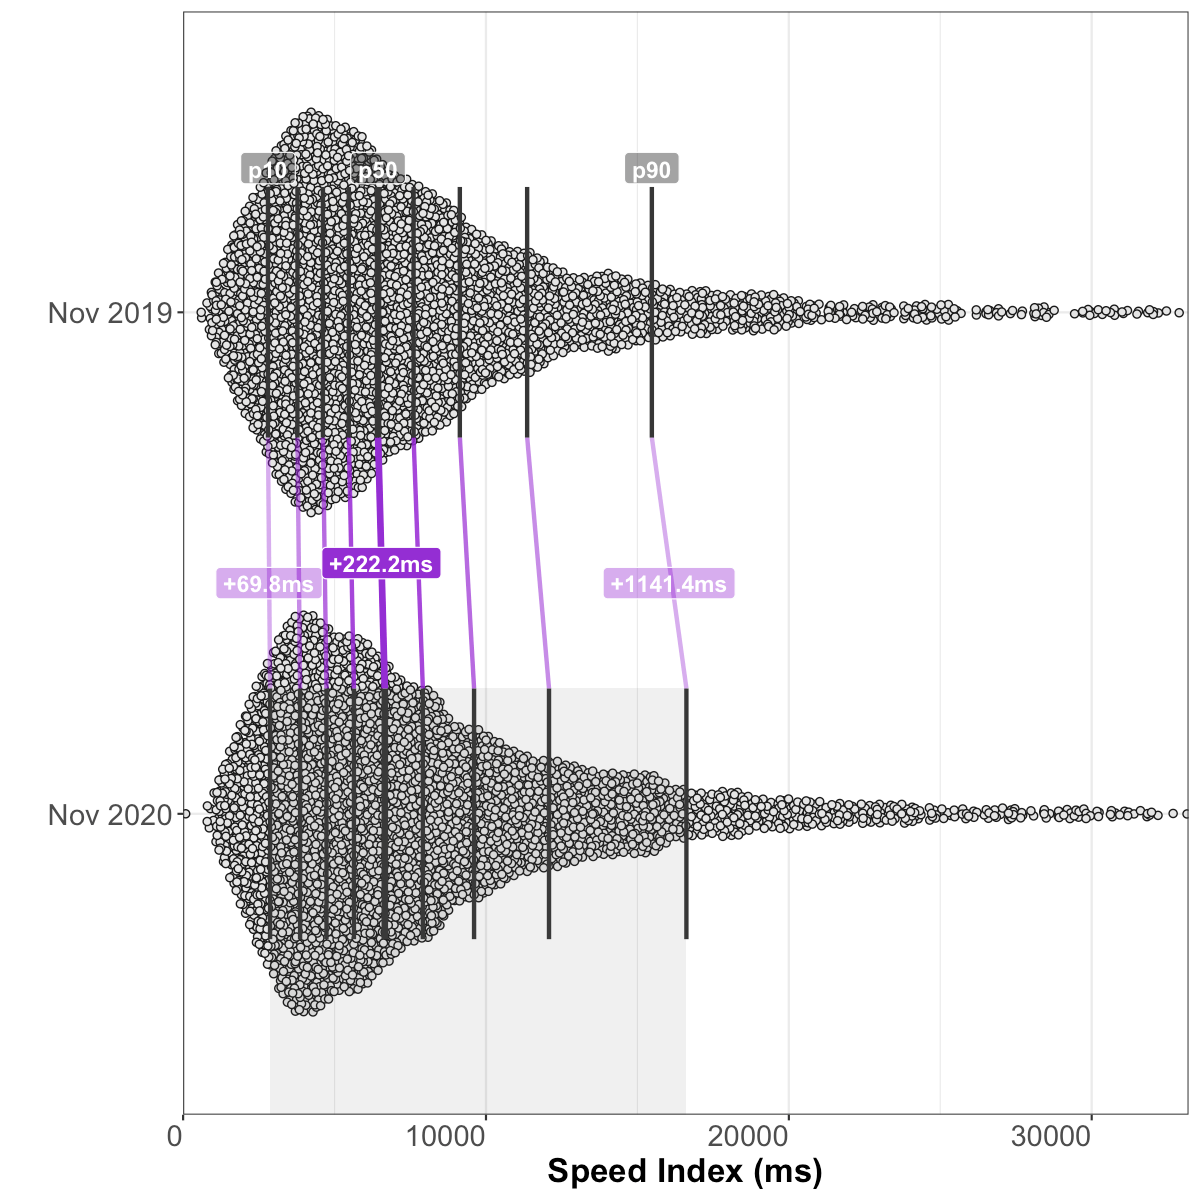 p10 p50 p90
Nov 2019
+222.2ms
+69.8ms +1141.4ms
Nov 2020
0 10000 20000 30000
Speed Index (ms)